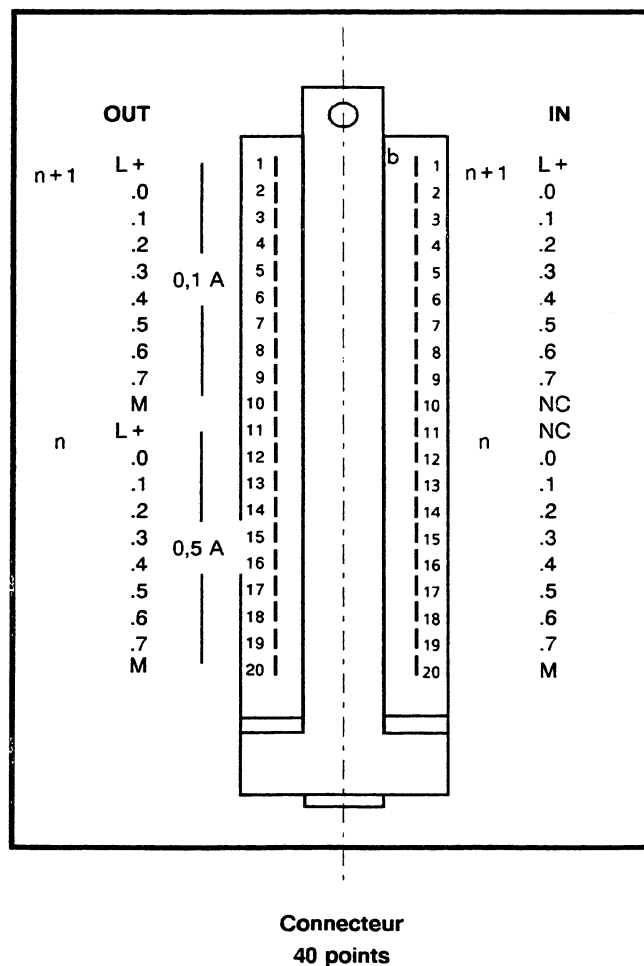 OUT IN
n+1 L+ 1 b 1 n+1 L+
.0 2 2 .0
.1 3 3 .1
.2 4 4 .2
.3 0,1 A 5 5 .3
.4 6 6 .4
.5 7 7 .5
.6 8 8 .6
.7 9 9 .7
M 10 10 NC
n L+ 11 11 n NC
.0 12 12 .0
.1 13 13 .1
.2 14 14 .2
.3 0,5 A 15 15 .3
.4 16 16 .4
.5 17 17 .5
.6 18 18 .6
.7 19 19 .7
M 20 20 M
Connecteur
40 points